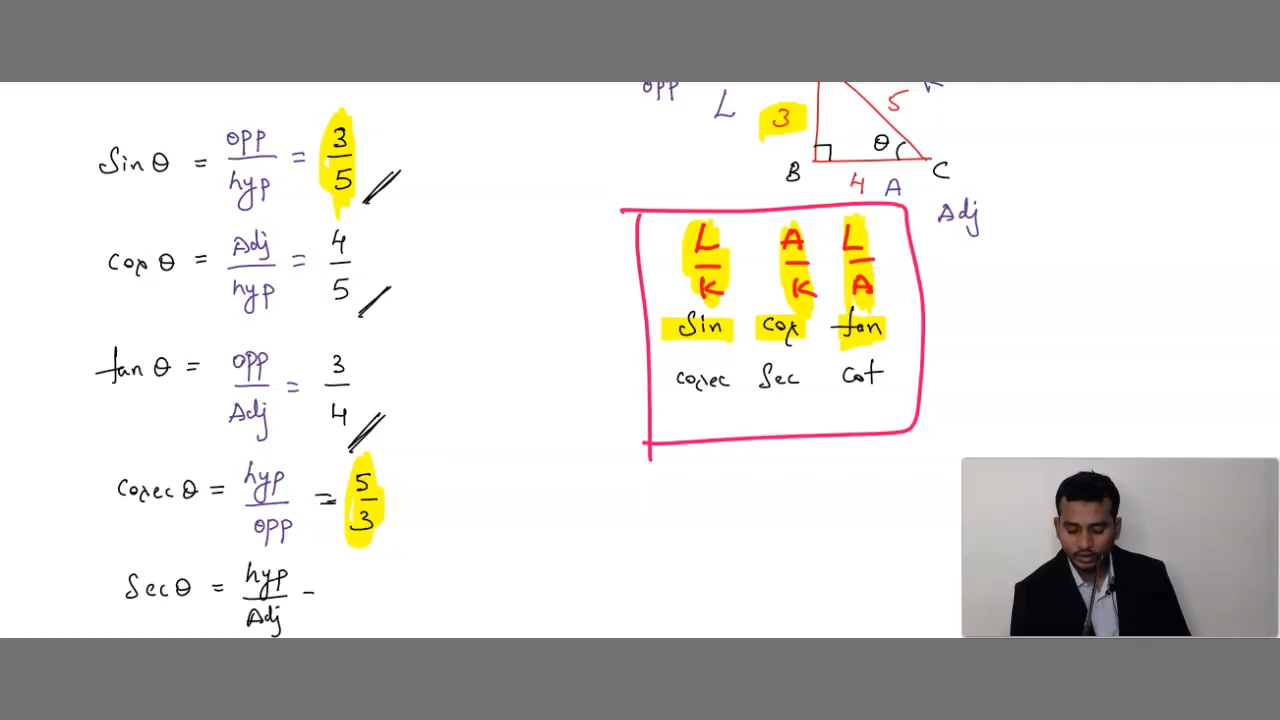 Sin θ = opp/hyp = 3/5
cos θ = Adj/hyp = 4/5
tan θ = opp/Adj = 3/4
cosec θ = hyp/opp = 5/3
Sec θ = hyp/Adj =
opp L 3 5 K
B θ C
4 A
Adj
L/K A/K L/A
Sin cos tan
cosec Sec cot